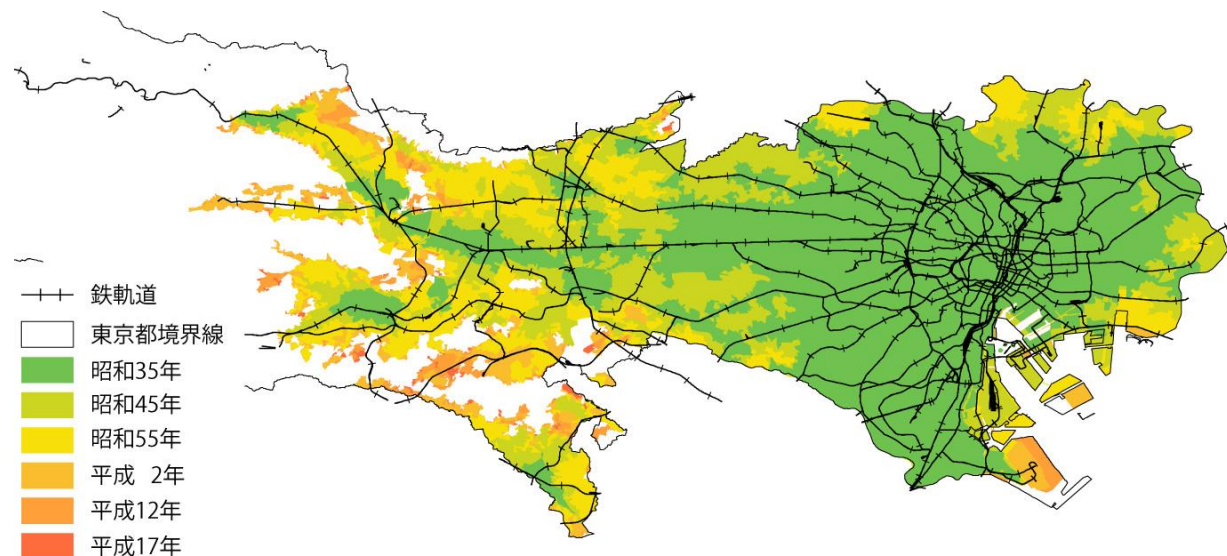 鉄軌道
東京都境界線
昭和35年
昭和45年
昭和55年
平成 2年
平成12年
平成17年